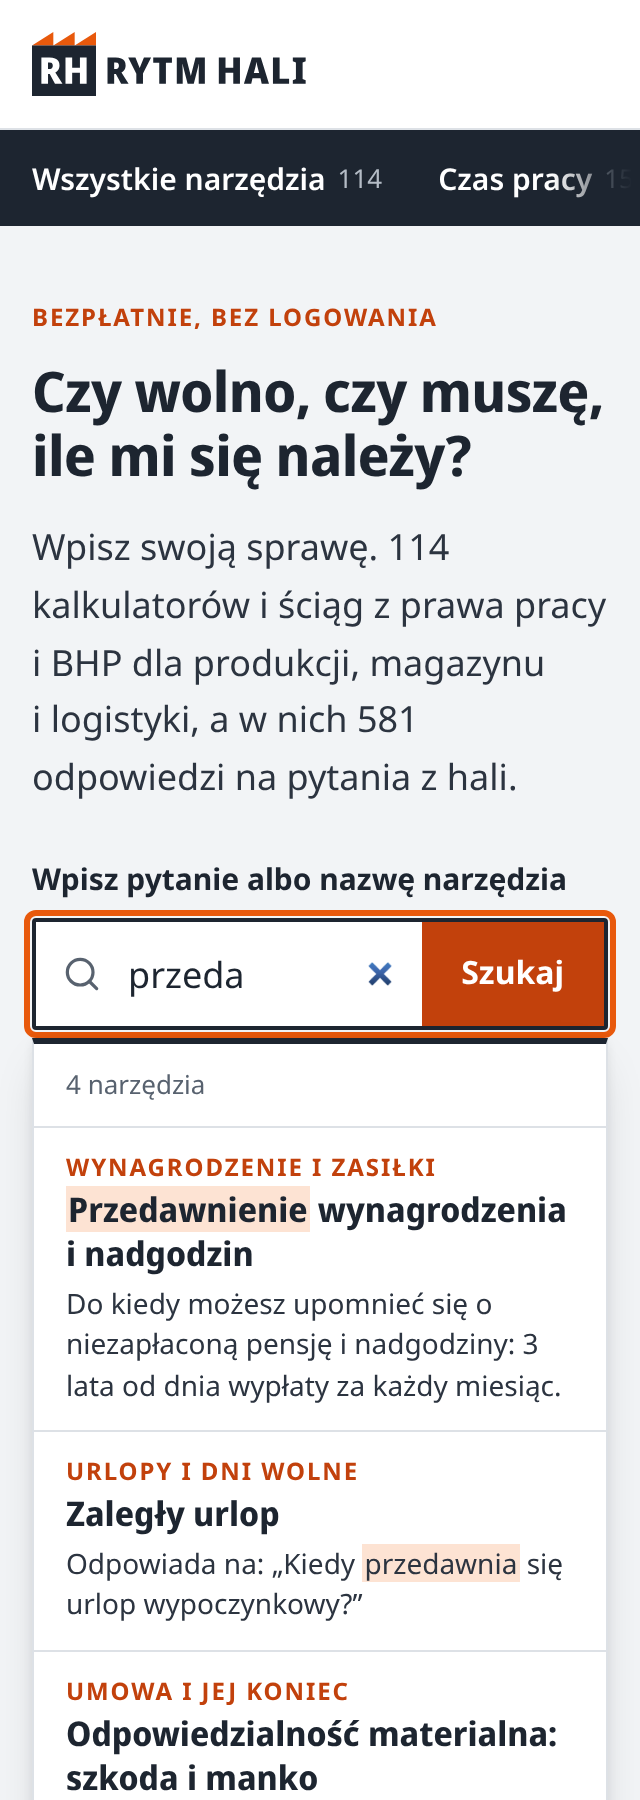 RH RYTM HALI
Wszystkie narzędzia 114 Czas pracy
BEZPŁATNIE, BEZ LOGOWANIA
Czy wolno, czy muszę,
ile mi się należy?
Wpisz swoją sprawę. 114
kalkulatorów i ściąg z prawa pracy
i BHP dla produkcji, magazynu
i logistyki, a w nich 581
odpowiedzi na pytania z hali.
Wpisz pytanie albo nazwę narzędzia
przeda Szukaj
4 narzędzia
WYNAGRODZENIE I ZASIŁKI
Przedawnienie wynagrodzenia
i nadgodzin
Do kiedy możesz upomnieć się o
niezapłaconą pensję i nadgodziny: 3
lata od dnia wypłaty za każdy miesiąc.
URLOPY I DNI WOLNE
Zaległy urlop
Odpowiada na: „Kiedy przedawnia się
urlop wypoczynkowy?”
UMOWA I JEJ KONIEC
Odpowiedzialność materialna:
szkoda i manko